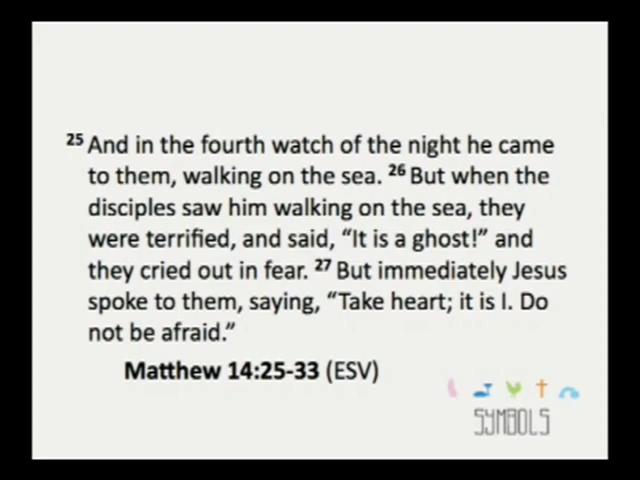 25 And in the fourth watch of the night he came
to them, walking on the sea. 26 But when the
disciples saw him walking on the sea, they
were terrified, and said, “It is a ghost!” and
they cried out in fear. 27 But immediately Jesus
spoke to them, saying, “Take heart; it is I. Do
not be afraid.”
Matthew 14:25-33 (ESV)
SYMBOLS